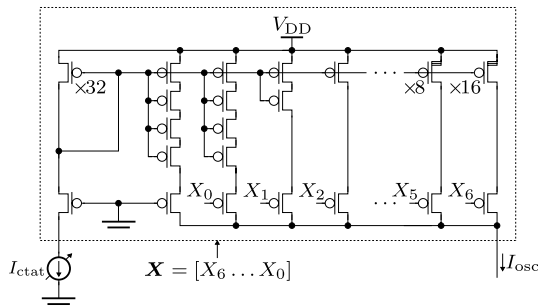 V_DD
×32
×8
×16
X_0
X_1
X_2
· · ·
X_5
X_6
I_ctat
X = [X_6 . . . X_0]
I_osc